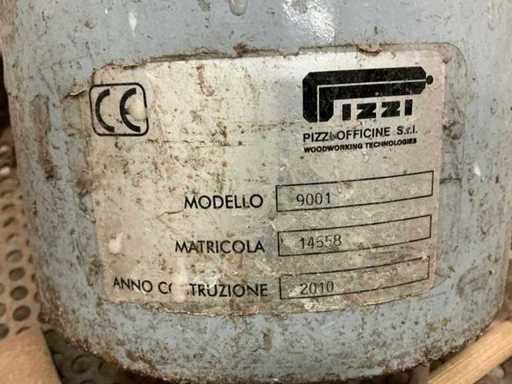 CE
PIZZI
PIZZI OFFICINE S.r.l.
WOODWORKING TECHNOLOGIES
MODELLO 9001
MATRICOLA 14558
ANNO COSTRUZIONE 2010